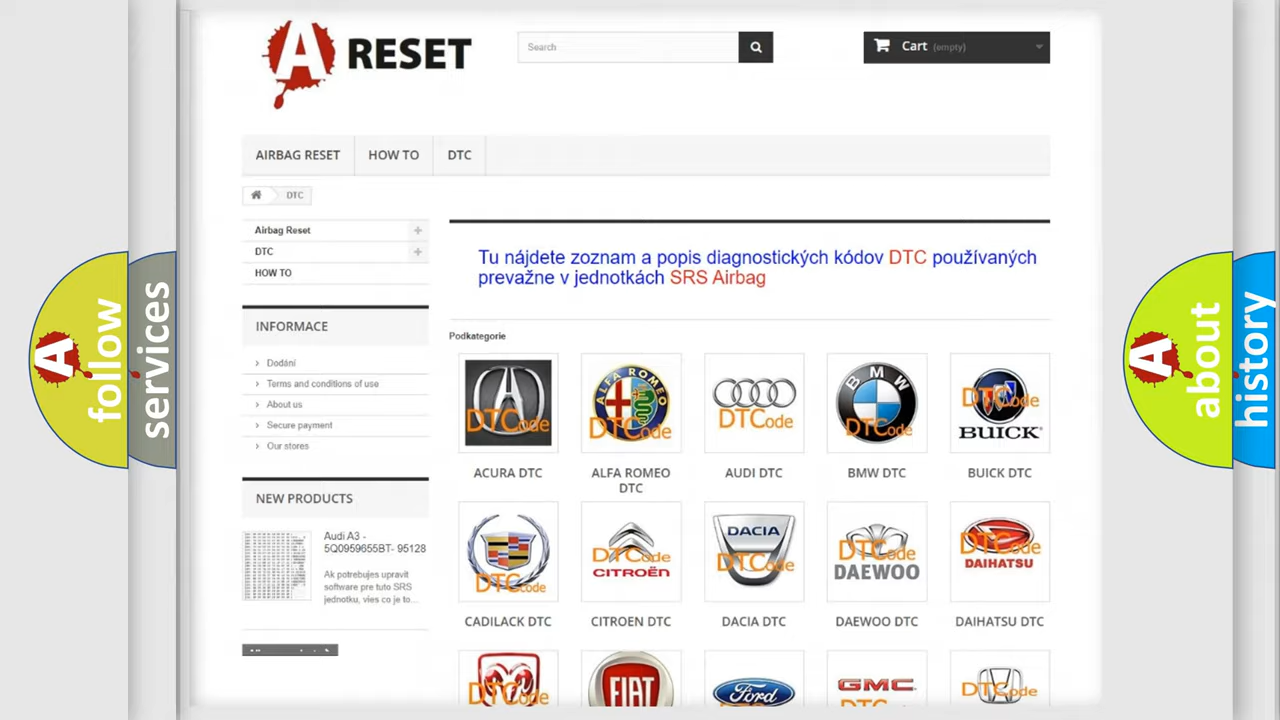 A RESET
Search
Cart (empty)
AIRBAG RESET
HOW TO
DTC
DTC
Airbag Reset
DTC
HOW TO
Tu nájdete zoznam a popis diagnostických kódov DTC používaných
prevažne v jednotkách SRS Airbag
INFORMACE
Dodání
Terms and conditions of use
About us
Secure payment
Our stores
NEW PRODUCTS
Audi A3 -
5Q0959655BT- 95128
Ak potrebujes upravit
software pre tuto SRS
jednotku, vies co je to...
Podkategorie
DTCode
ALFA ROMEO
DTCode
DTCode
BMW
DTCode
DTCode
BUICK
ACURA DTC
ALFA ROMEO
DTC
AUDI DTC
BMW DTC
BUICK DTC
DTCode
DTCode
CITROËN
DACIA
DTCode
DTCode
DAEWOO
DTCode
DAIHATSU
CADILACK DTC
CITROEN DTC
DACIA DTC
DAEWOO DTC
DAIHATSU DTC
DTCode
FIAT
Ford
GMC
DTCode
A follow
services
A about
history